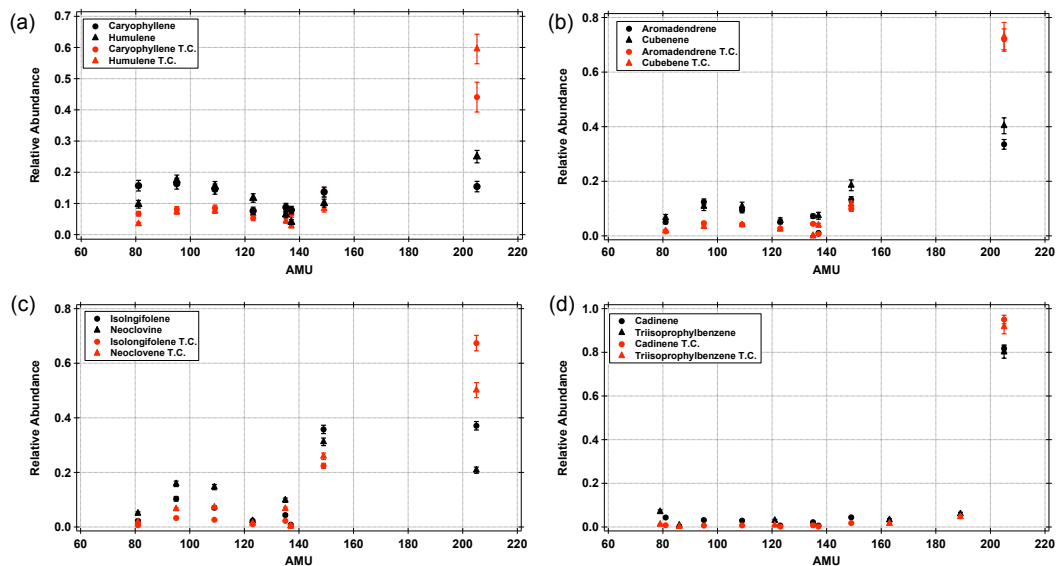 (a)
Caryophyllene
Humulene
Caryophyllene T.C.
Humulene T.C.
Relative Abundance
0.7
0.6
0.5
0.4
0.3
0.2
0.1
0.0
60 80 100 120 140 160 180 200 220
AMU
(b)
Aromadendrene
Cubenene
Aromadendrene T.C.
Cubebene T.C.
Relative Abundance
0.8
0.6
0.4
0.2
0.0
60 80 100 120 140 160 180 200 220
AMU
(c)
Isolngifolene
Neoclovine
Isolongifolene T.C.
Neoclovene T.C.
Relative Abundance
0.8
0.6
0.4
0.2
0.0
60 80 100 120 140 160 180 200 220
AMU
(d)
Cadinene
Triisoprophylbenzene
Cadinene T.C.
Triisoprophylbenzene T.C.
Relative Abundance
1.0
0.8
0.6
0.4
0.2
0.0
60 80 100 120 140 160 180 200 220
AMU